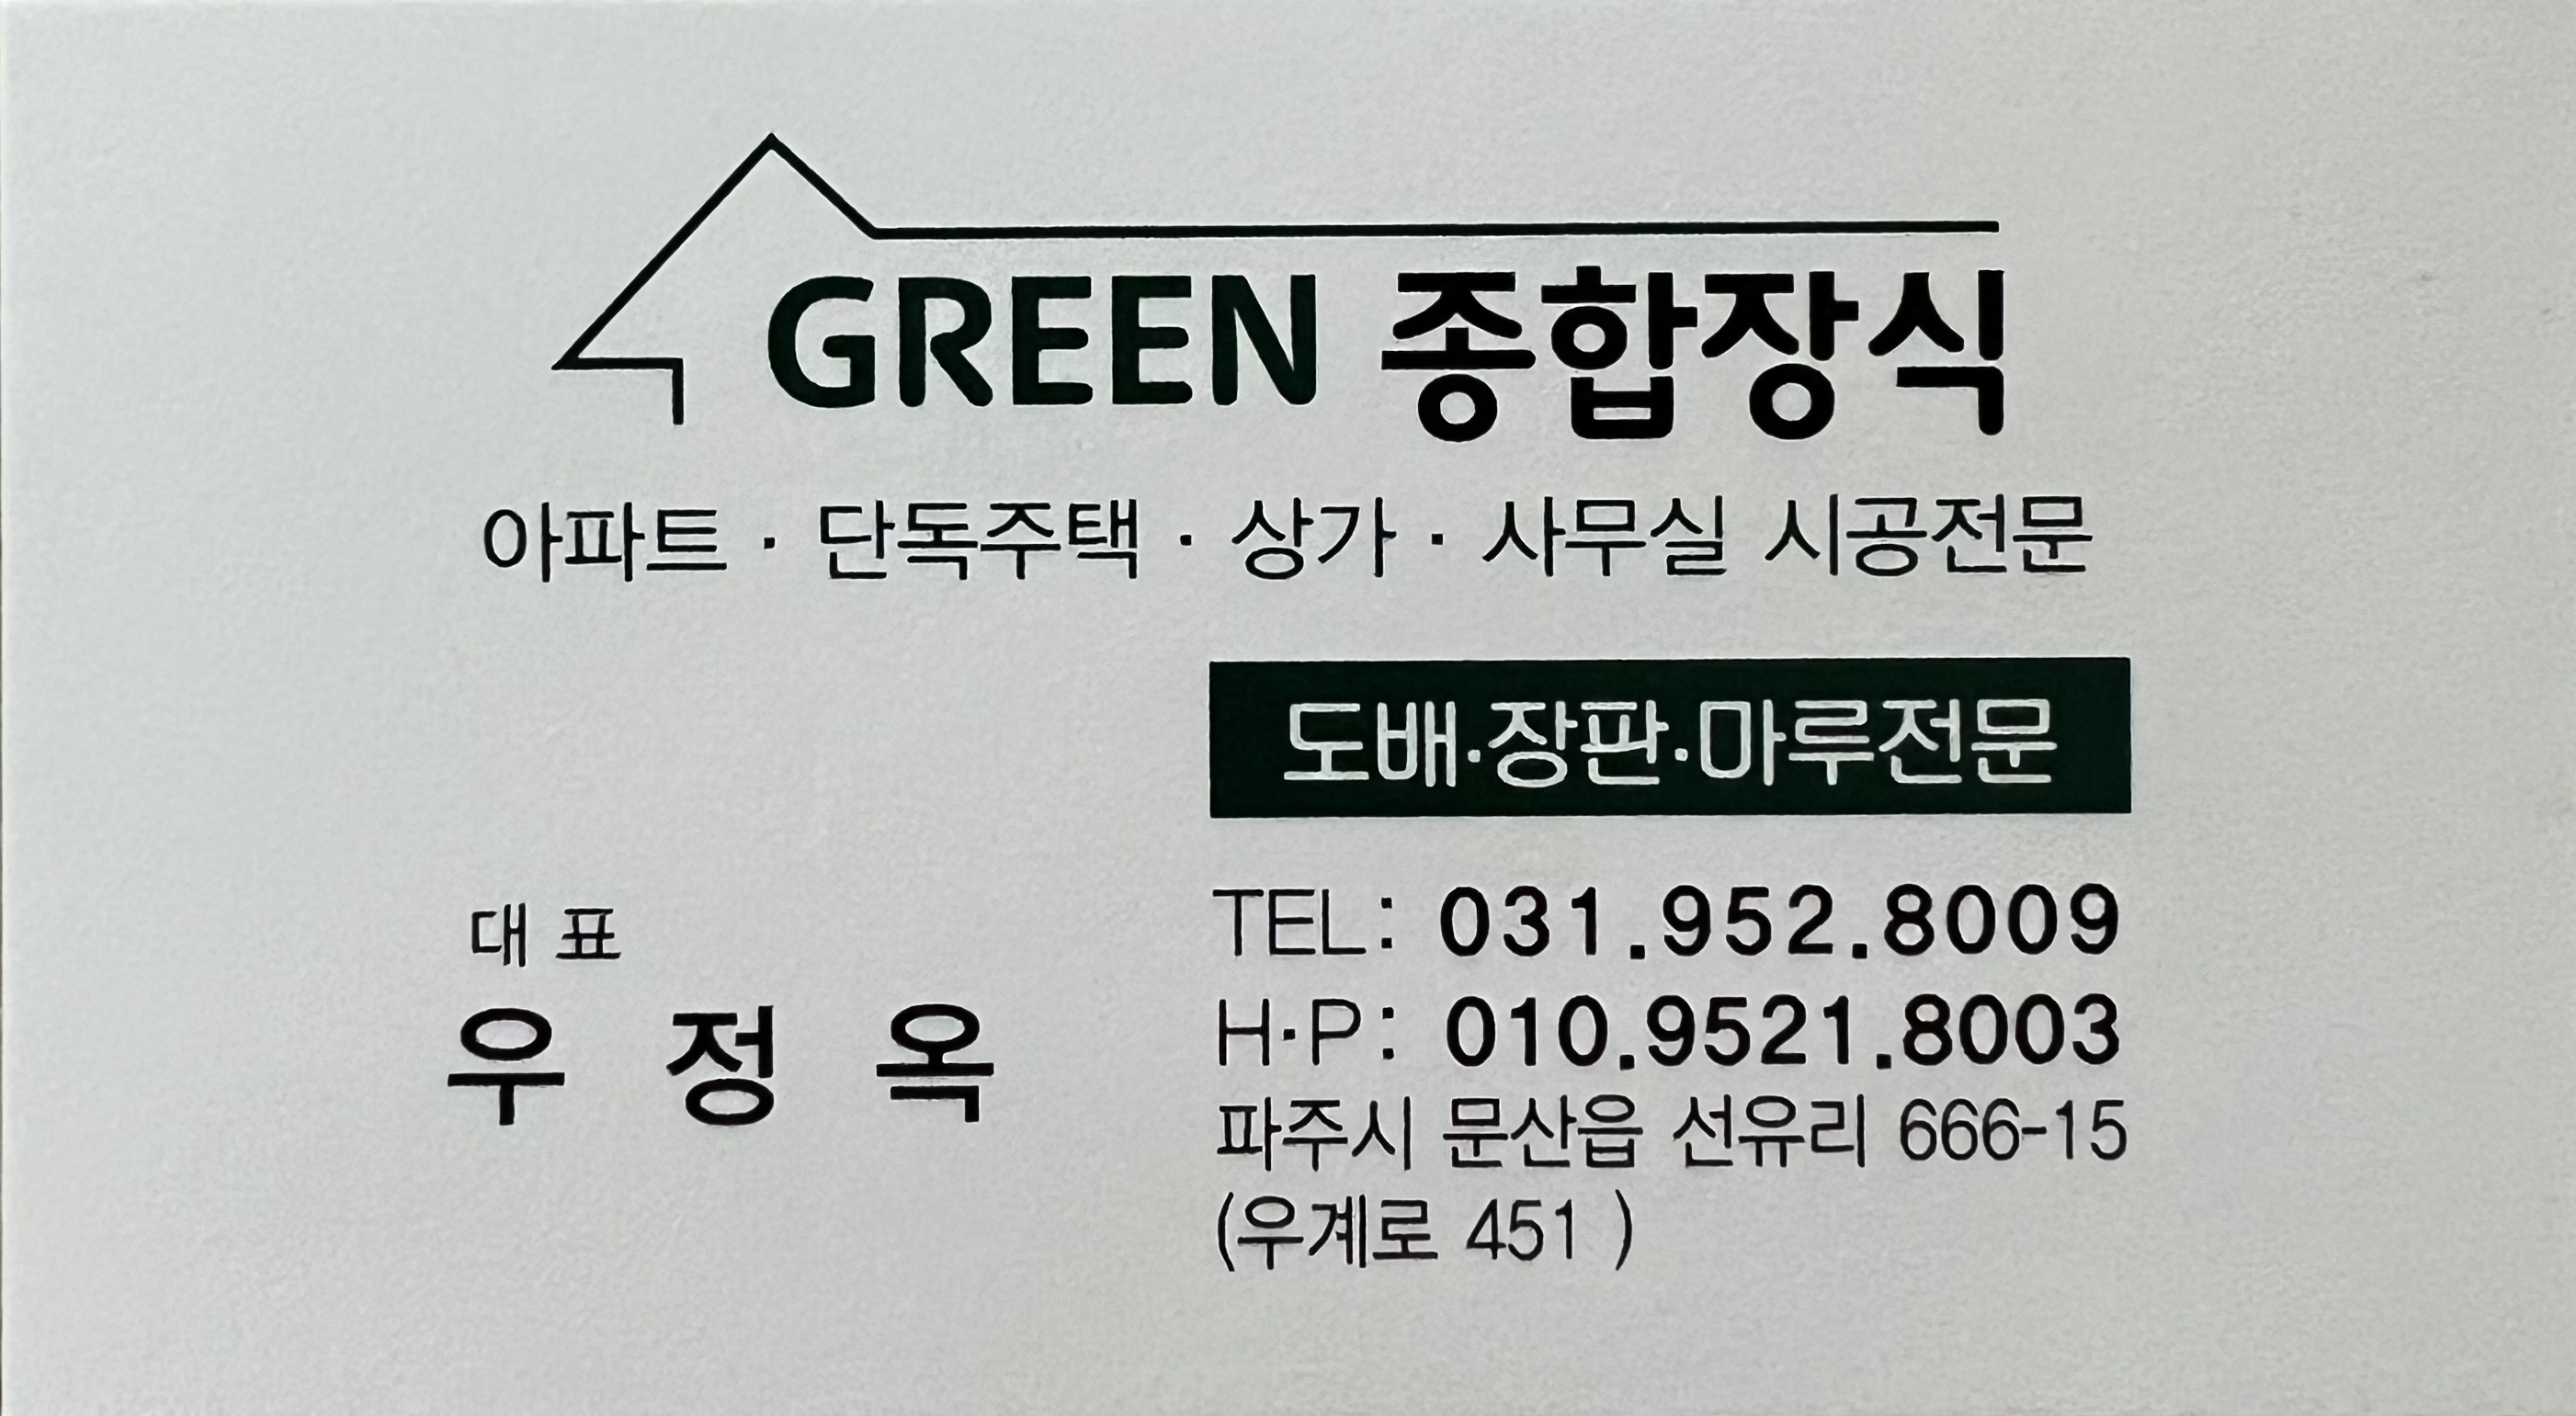 GREEN 종합장식
아파트 · 단독주택 · 상가 · 사무실 시공전문
도배·장판·마루전문
대 표
우 정 옥
TEL: 031.952.8009
H·P: 010.9521.8003
파주시 문산읍 선유리 666-15
(우계로 451 )